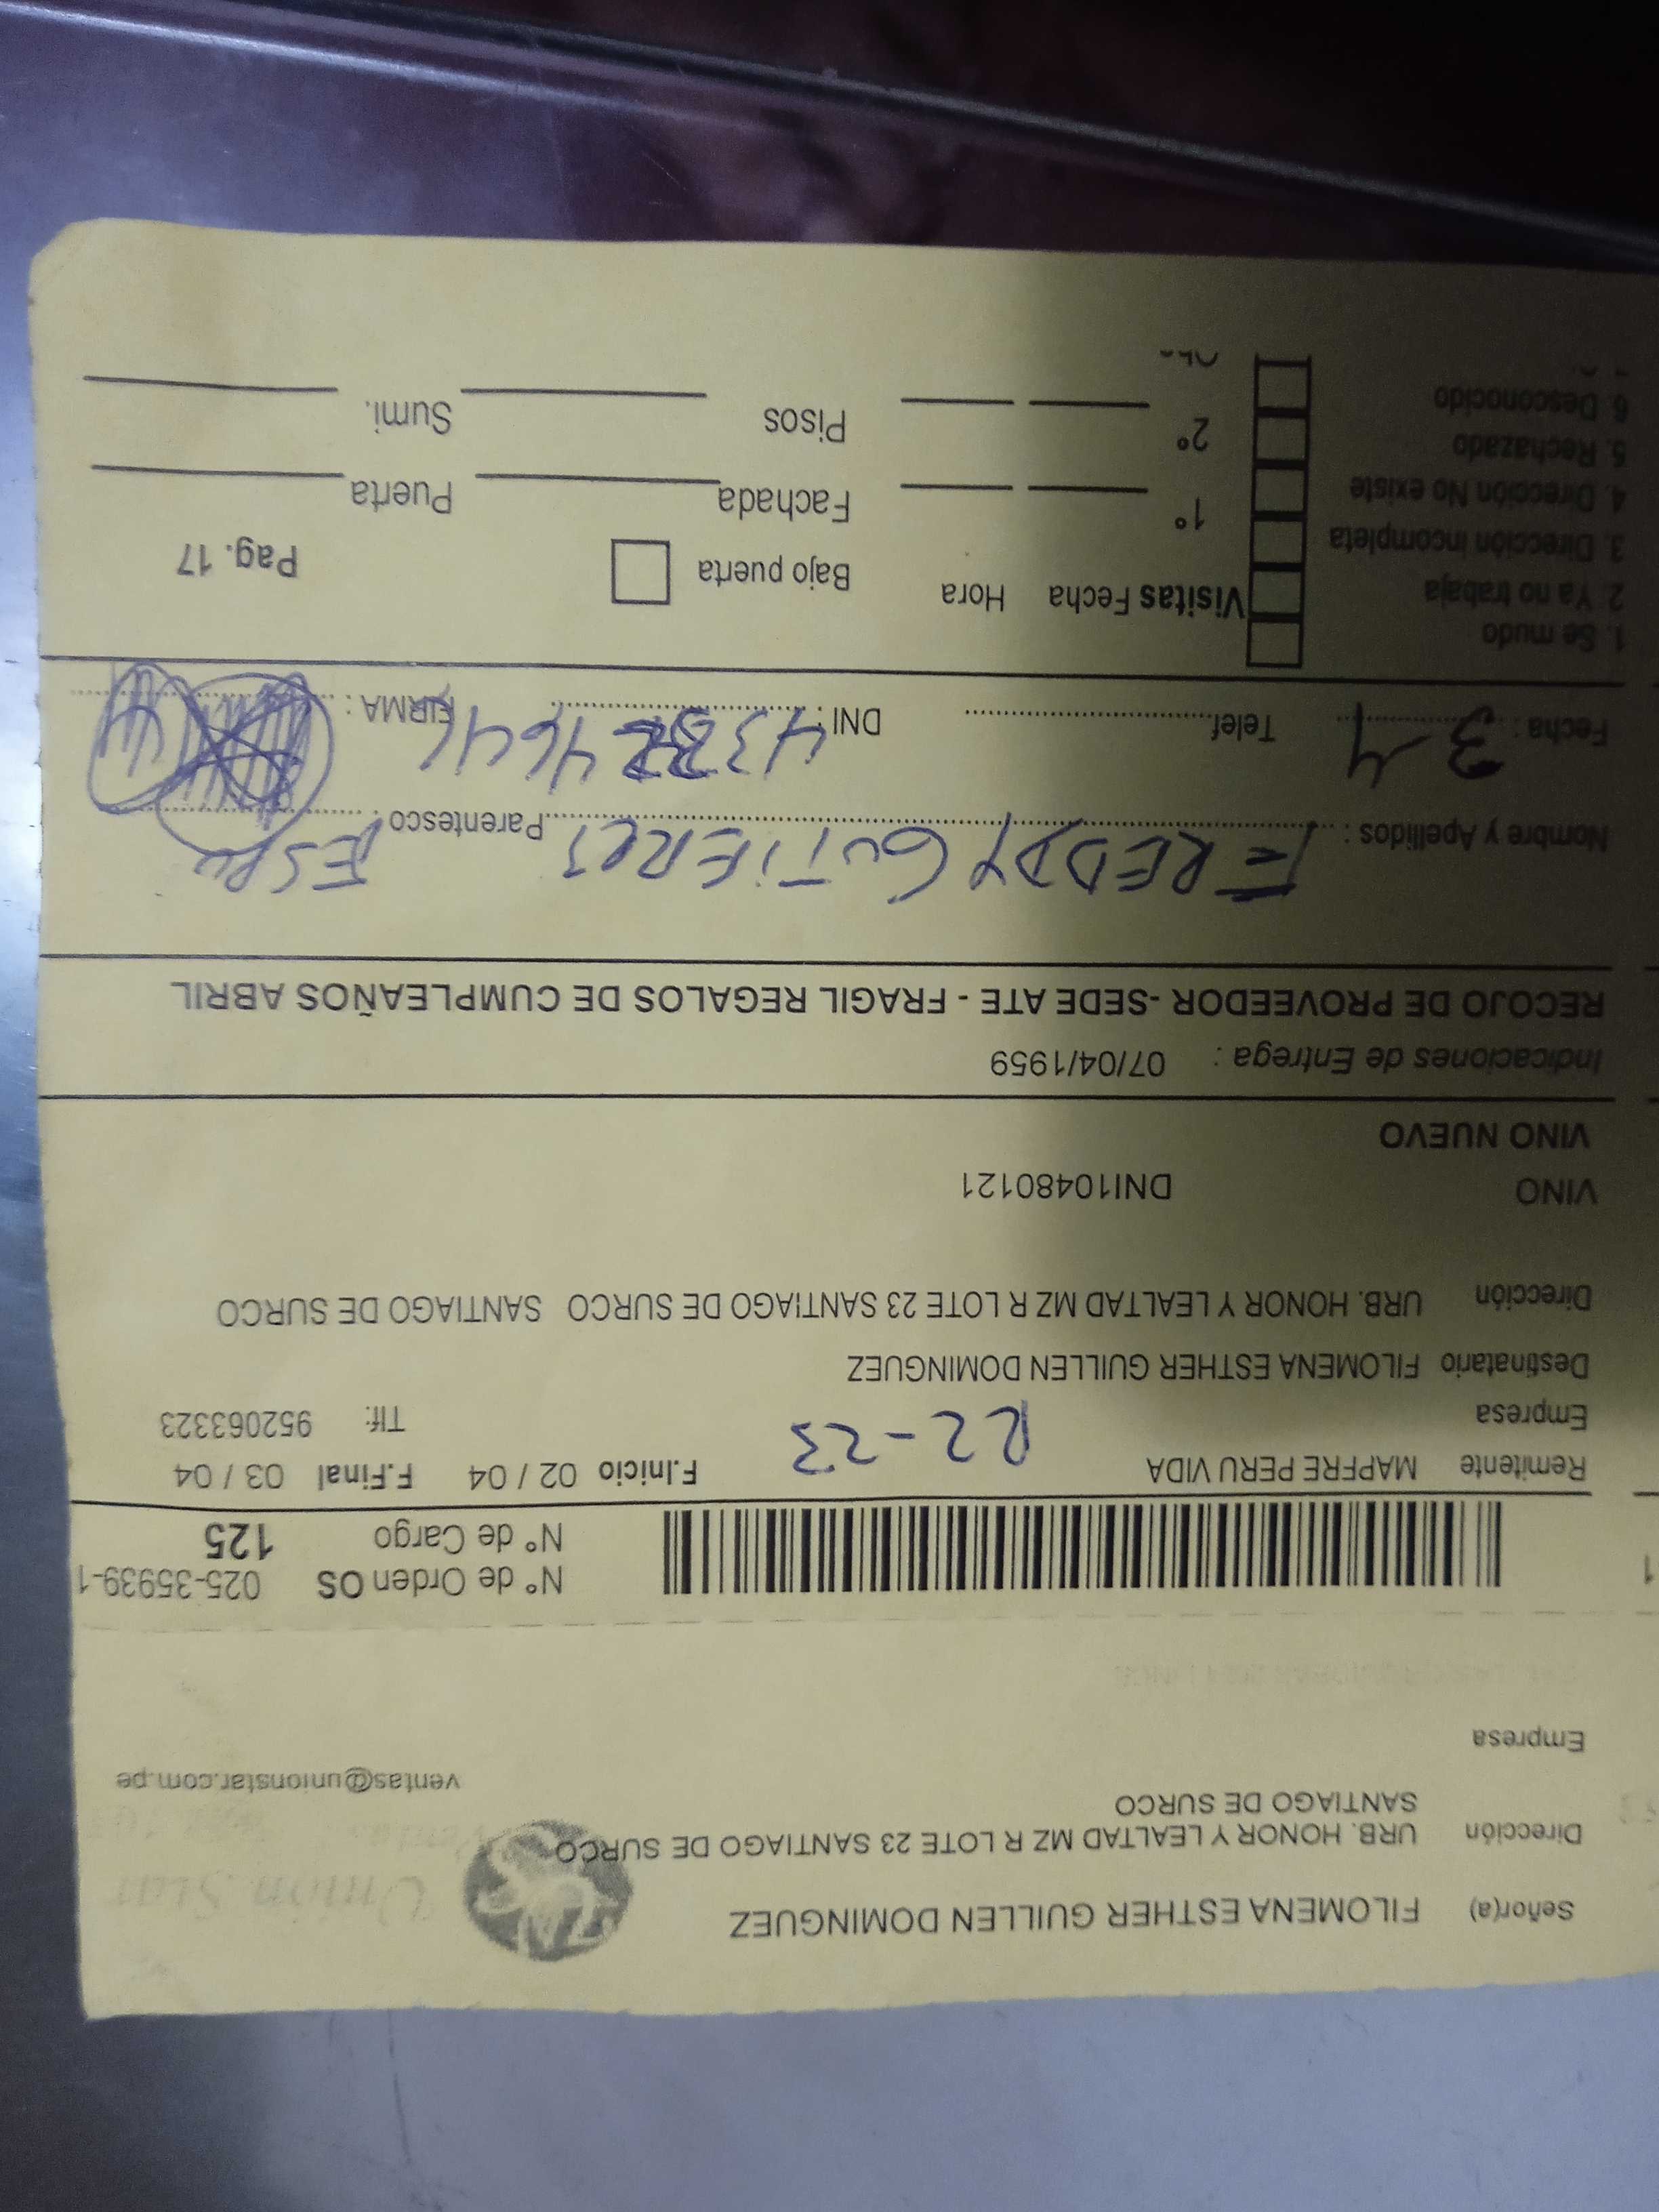 Señor(a) FILOMENA ESTHER GUILLEN DOMINGUEZ
Dirección URB. HONOR Y LEALTAD MZ R LOTE 23 SANTIAGO DE SURCO
SANTIAGO DE SURCO
ventas@unionstar.com.pe
Empresa
N° de Orden OS 025-35939-1
N° de Cargo 125
Remitente MAPFRE PERU VIDA F.Inicio 02 / 04 F.Final 03 / 04
Empresa R2-23 Tlf: 952063323
Destinatario FILOMENA ESTHER GUILLEN DOMINGUEZ
Dirección URB. HONOR Y LEALTAD MZ R LOTE 23 SANTIAGO DE SURCO SANTIAGO DE SURCO
VINO DNI10480121
VINO NUEVO
Indicaciones de Entrega : 07/04/1959
RECOJO DE PROVEEDOR -SEDE ATE - FRAGIL REGALOS DE CUMPLEAÑOS ABRIL
Nombre y Apellidos : FREDDY Parentesco :
Fecha : 3-4 Telef. DNI : FIRMA :
1. Se mudo Visitas Fecha Hora Bajo puerta Pag. 17
2. Ya no trabaja
3. Dirección incompleta 1° Fachada Puerta
4. Dirección No existe
5. Rechazado 2° Pisos Sumi.
6 Desconocido